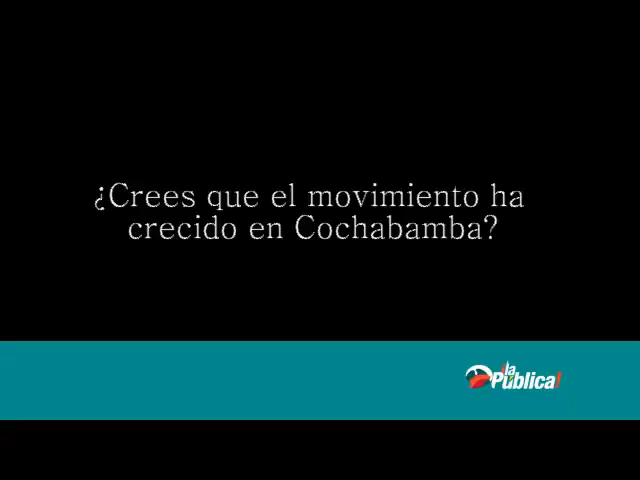 ¿Crees que el movimiento ha
crecido en Cochabamba?
la
Pública!